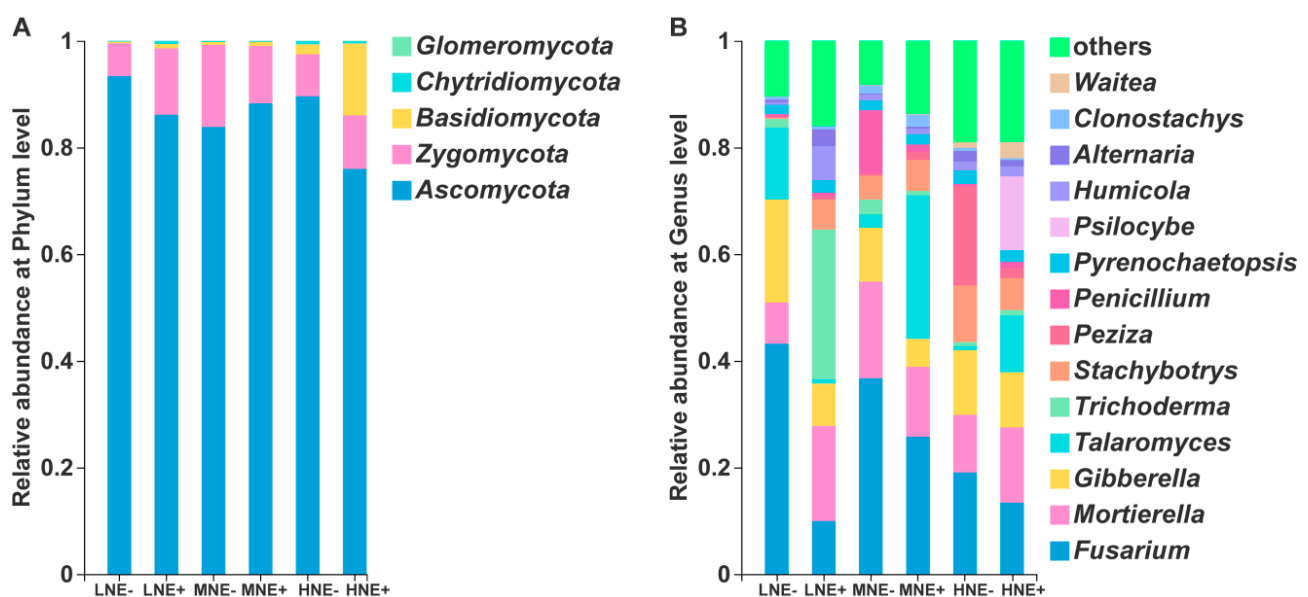 A
Relative abundance at Phylum level
1
0.8
0.6
0.4
0.2
0
LNE- LNE+ MNE- MNE+ HNE- HNE+
Glomeromycota
Chytridiomycota
Basidiomycota
Zygomycota
Ascomycota
B
Relative abundance at Genus level
1
0.8
0.6
0.4
0.2
0
LNE- LNE+ MNE- MNE+ HNE- HNE+
others
Waitea
Clonostachys
Alternaria
Humicola
Psilocybe
Pyrenochaetopsis
Penicillium
Peziza
Stachybotrys
Trichoderma
Talaromyces
Gibberella
Mortierella
Fusarium